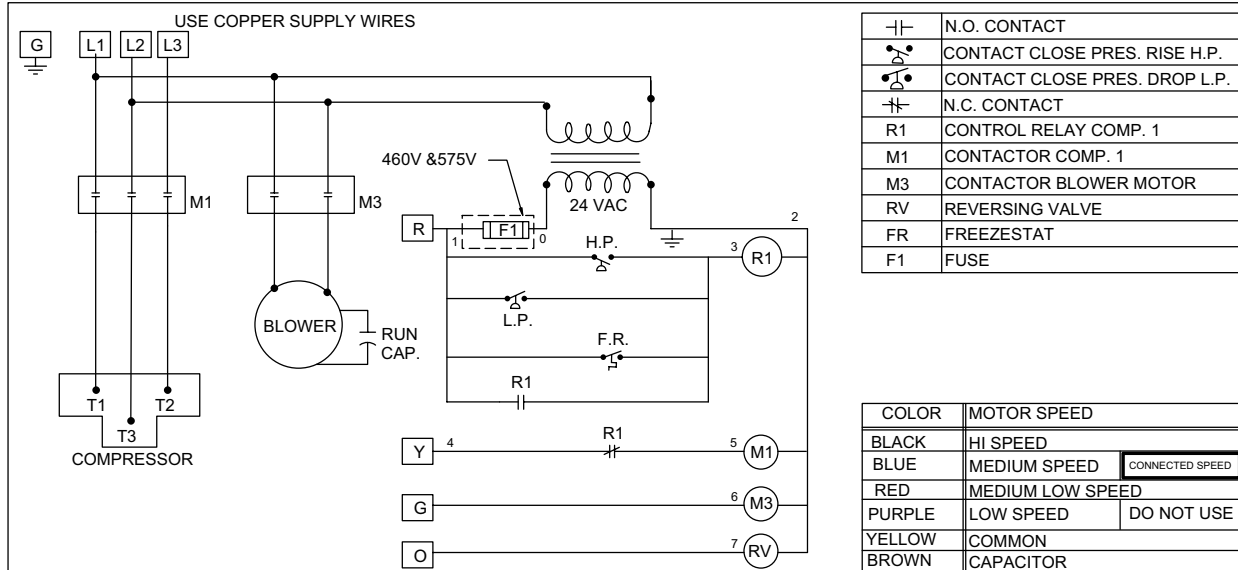 USE COPPER SUPPLY WIRES
G L1 L2 L3
M1
M3
460V &575V
24 VAC
R 1 F1 0
2
H.P.
3 R1
L.P.
F.R.
R1
BLOWER
RUN
CAP.
T1 T2
T3
COMPRESSOR
Y 4 R1 5 M1
G 6 M3
O 7 RV
N.O. CONTACT
CONTACT CLOSE PRES. RISE H.P.
CONTACT CLOSE PRES. DROP L.P.
N.C. CONTACT
R1 CONTROL RELAY COMP. 1
M1 CONTACTOR COMP. 1
M3 CONTACTOR BLOWER MOTOR
RV REVERSING VALVE
FR FREEZESTAT
F1 FUSE
COLOR MOTOR SPEED
BLACK HI SPEED
BLUE MEDIUM SPEED CONNECTED SPEED
RED MEDIUM LOW SPEED
PURPLE LOW SPEED DO NOT USE
YELLOW COMMON
BROWN CAPACITOR